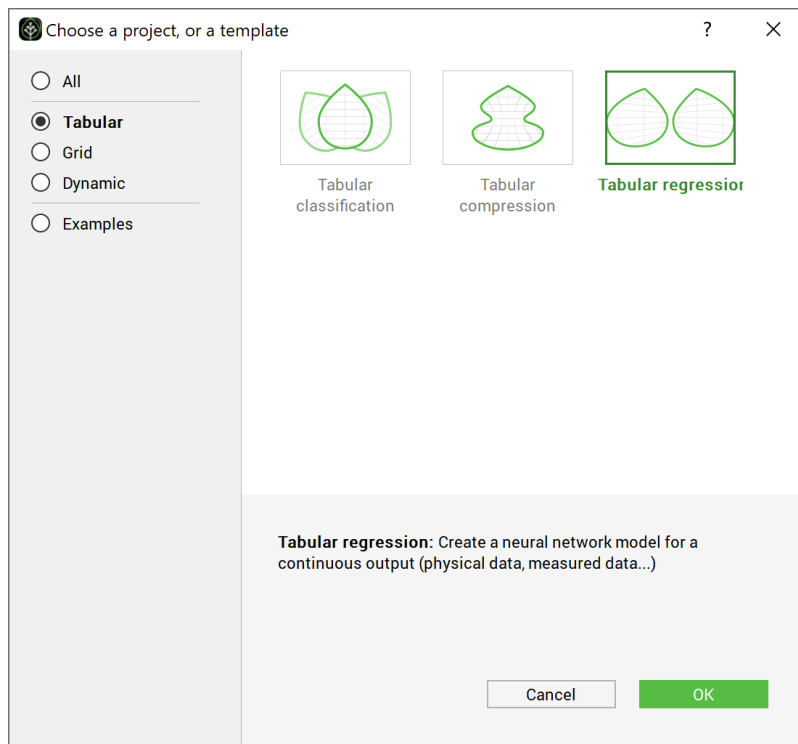 Choose a project, or a template
?
All
Tabular
Grid
Dynamic
Examples
Tabular
classification
Tabular
compression
Tabular regression
Tabular regression: Create a neural network model for a
continuous output (physical data, measured data...)
Cancel
OK